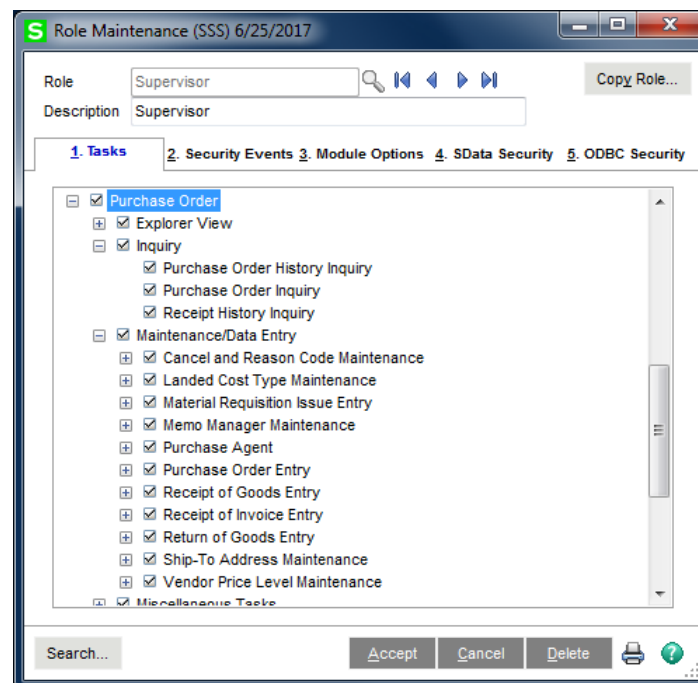 S Role Maintenance (SSS) 6/25/2017
Role Supervisor Copy Role...
Description Supervisor
1. Tasks 2. Security Events 3. Module Options 4. SData Security 5. ODBC Security
Purchase Order
Explorer View
Inquiry
Purchase Order History Inquiry
Purchase Order Inquiry
Receipt History Inquiry
Maintenance/Data Entry
Cancel and Reason Code Maintenance
Landed Cost Type Maintenance
Material Requisition Issue Entry
Memo Manager Maintenance
Purchase Agent
Purchase Order Entry
Receipt of Goods Entry
Receipt of Invoice Entry
Return of Goods Entry
Ship-To Address Maintenance
Vendor Price Level Maintenance
Miscellaneous Tasks
Search... Accept Cancel Delete ?